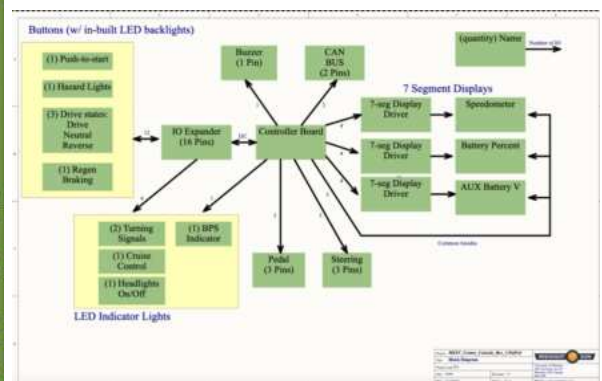 Buttons (w/ in-built LED backlights)
(1) Push-to-start
(1) Hazard Lights
(3) Drive states:
Drive
Neutral
Reverse
(1) Regen
Braking
Buzzer
(1 Pin)
CAN
BUS
(2 Pins)
(quantity) Name
Number of IO
7 Segment Displays
IO Expander
(16 Pins)
12
I2C
Controller Board
7-seg Display
Driver
Speedometer
7-seg Display
Driver
Battery Percent
7-seg Display
Driver
AUX Battery V
Common Anodes
(2) Turning
Signals
(1) BPS
Indicator
(1) Cruise
Control
(1) Headlights
On/Off
LED Indicator Lights
Pedal
(3 Pins)
Steering
(3 Pins)
Block Diagram